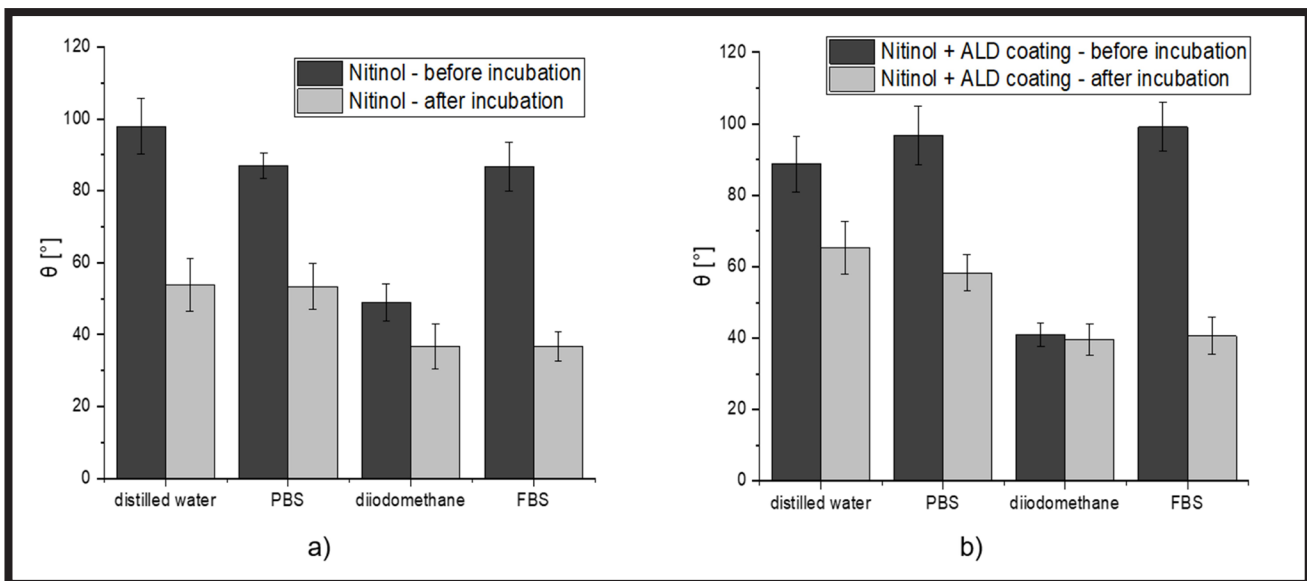 120
100
80
60
40
20
0
θ [°]
Nitinol - before incubation
Nitinol - after incubation
distilled water PBS diiodomethane FBS
a)
120
100
80
60
40
20
0
θ [°]
Nitinol + ALD coating - before incubation
Nitinol + ALD coating - after incubation
distilled water PBS diiodomethane FBS
b)